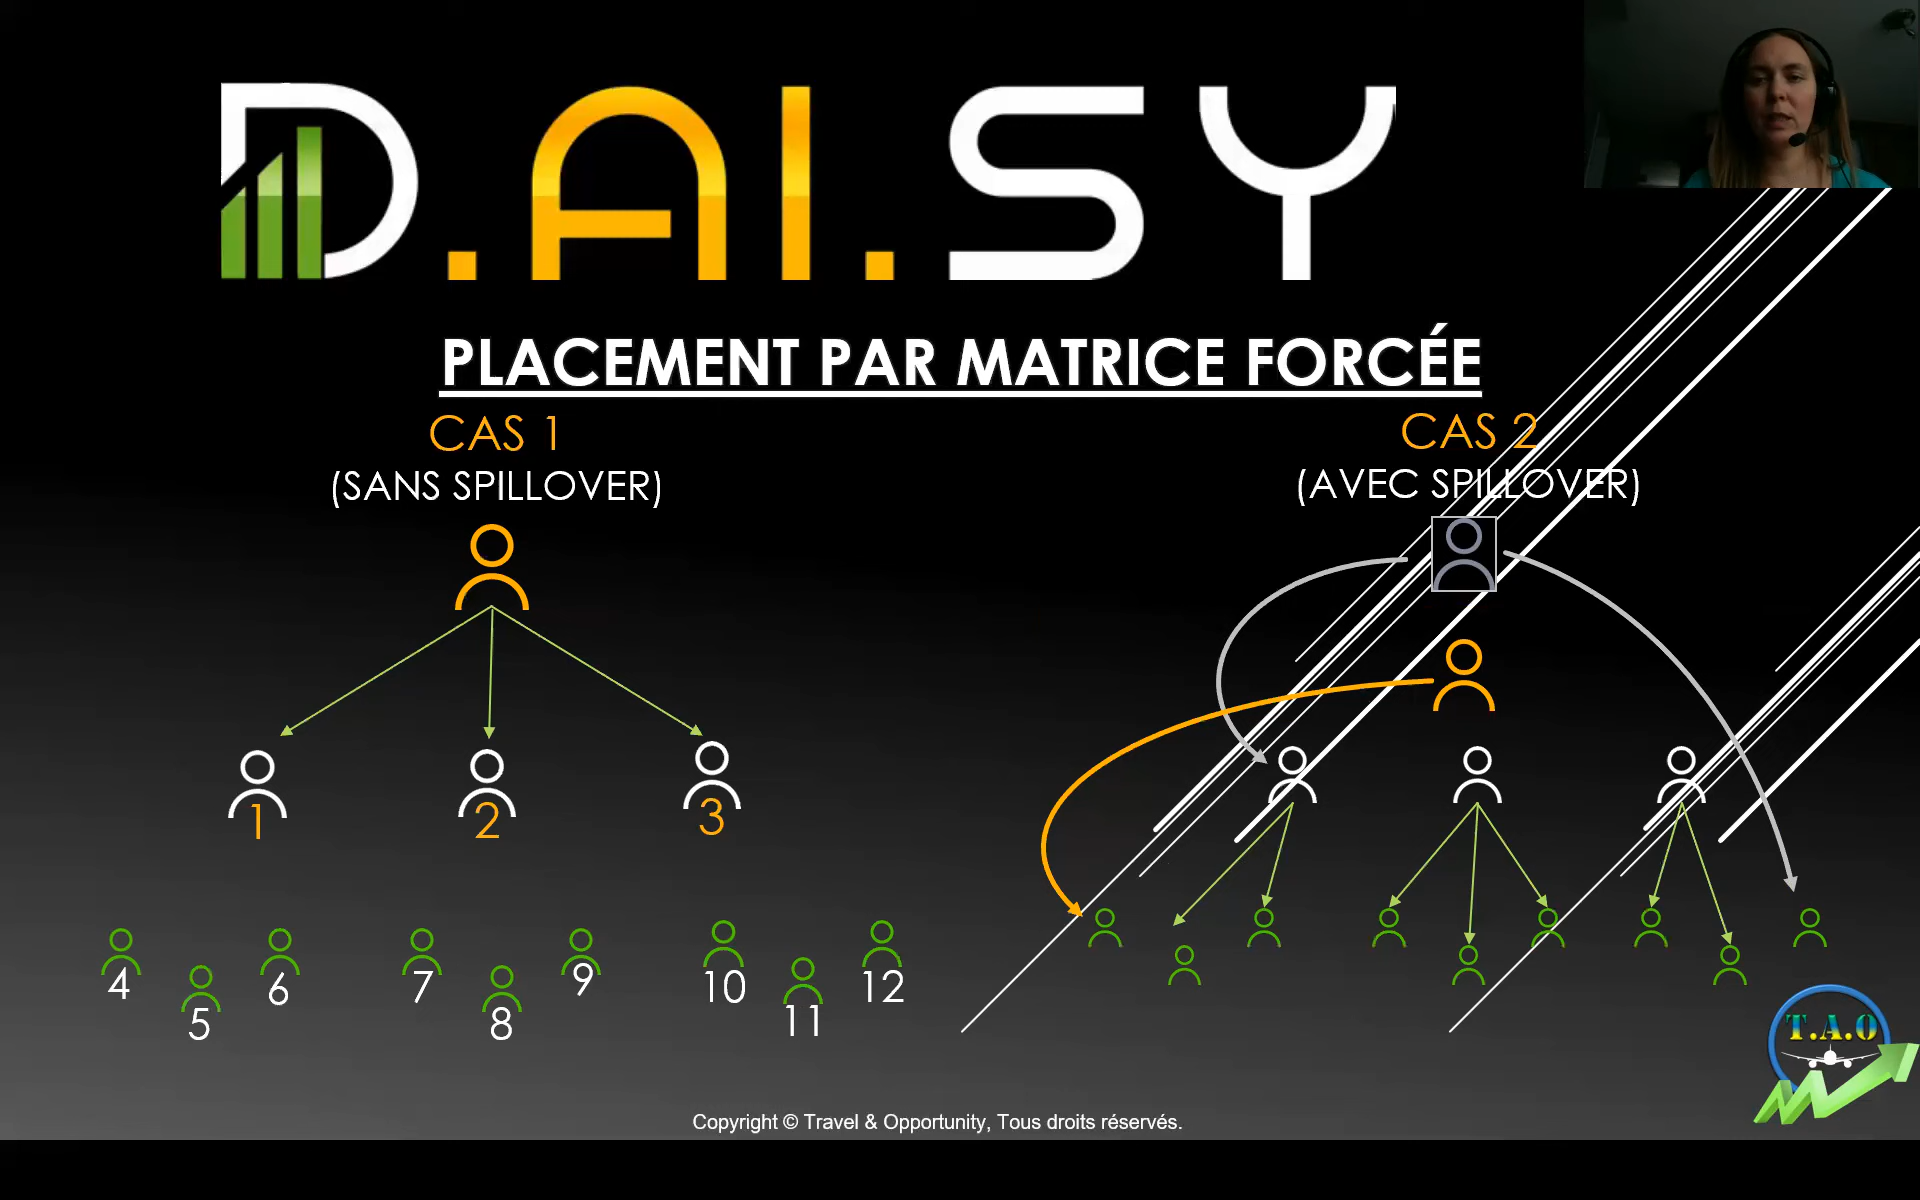 D.AI.SY
PLACEMENT PAR MATRICE FORCÉE
CAS 1
(SANS SPILLOVER)
CAS 2
(AVEC SPILLOVER)
1 2 3
4 5 6 7 8 9 10 11 12
T.A.O
Copyright © Travel & Opportunity, Tous droits réservés.